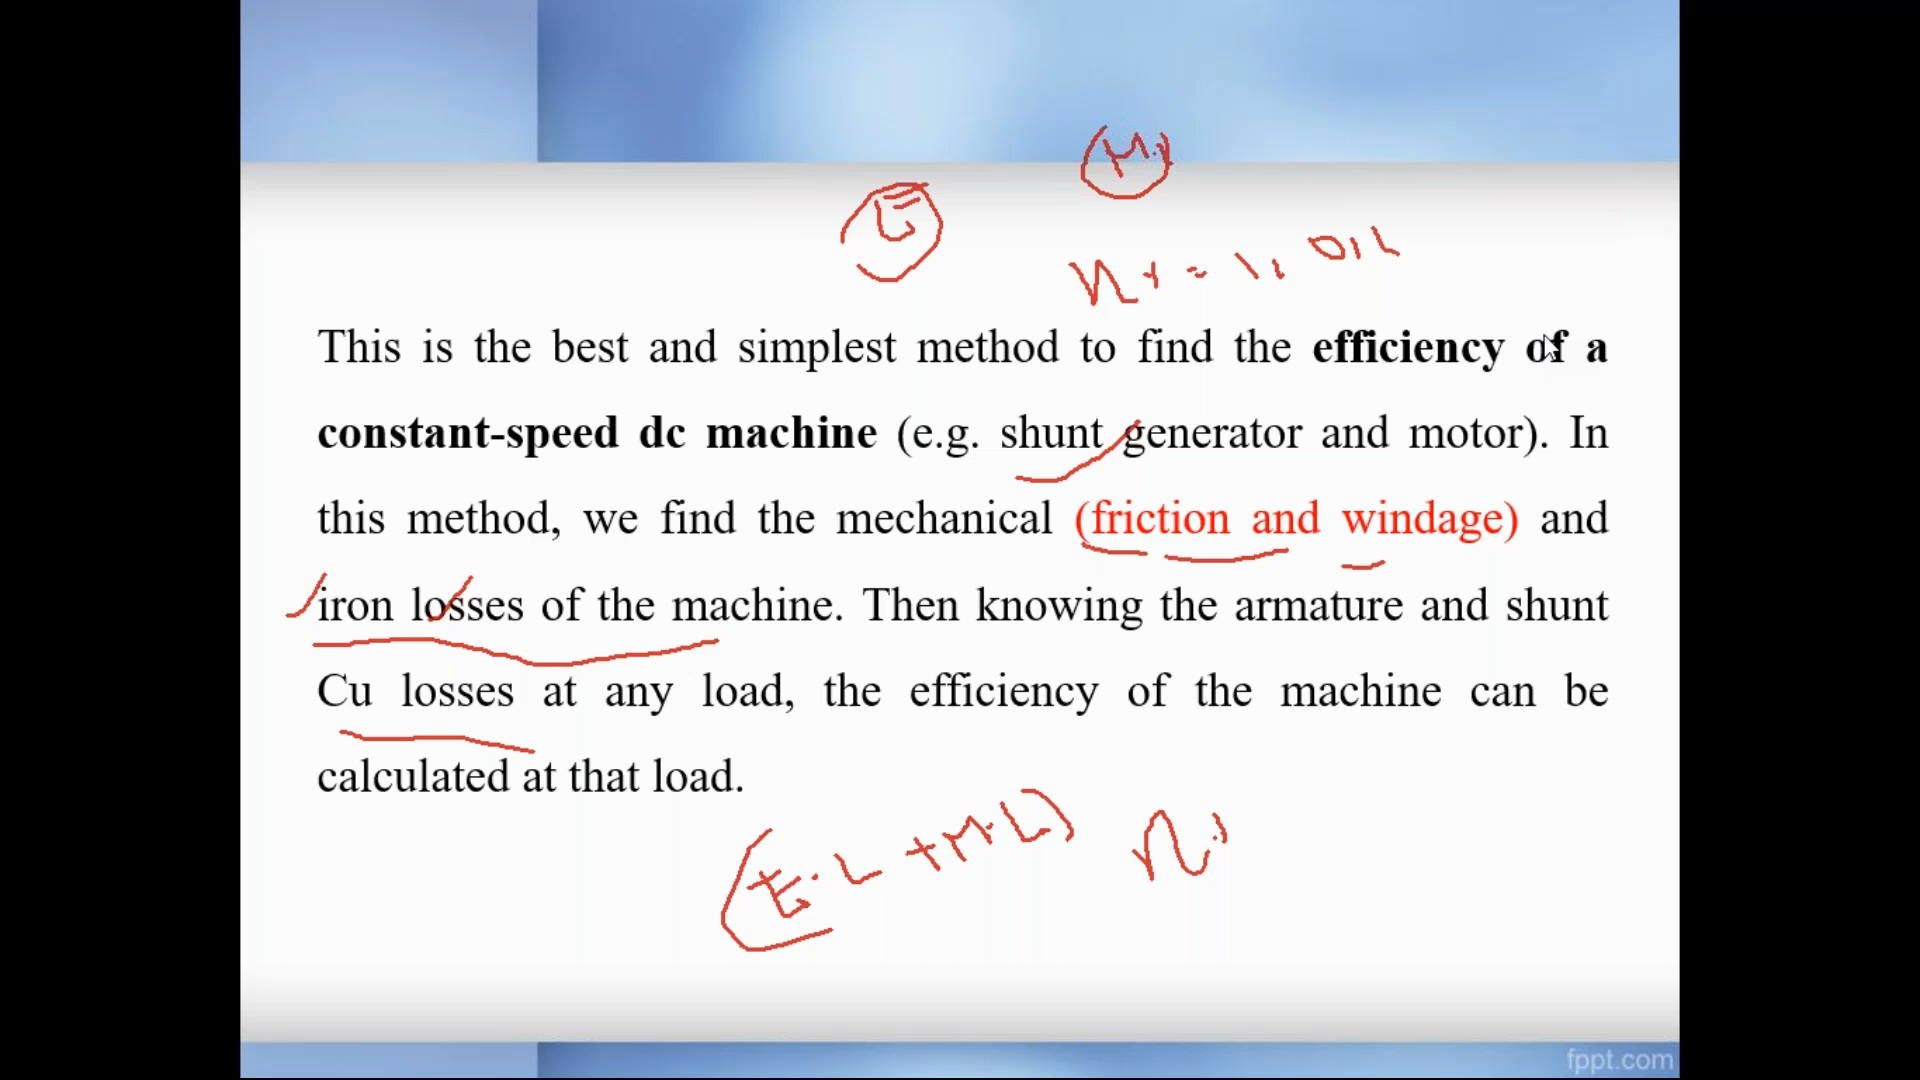 This is the best and simplest method to find the efficiency of a
constant-speed dc machine (e.g. shunt generator and motor). In
this method, we find the mechanical (friction and windage) and
iron losses of the machine. Then knowing the armature and shunt
Cu losses at any load, the efficiency of the machine can be
calculated at that load.
fppt.com